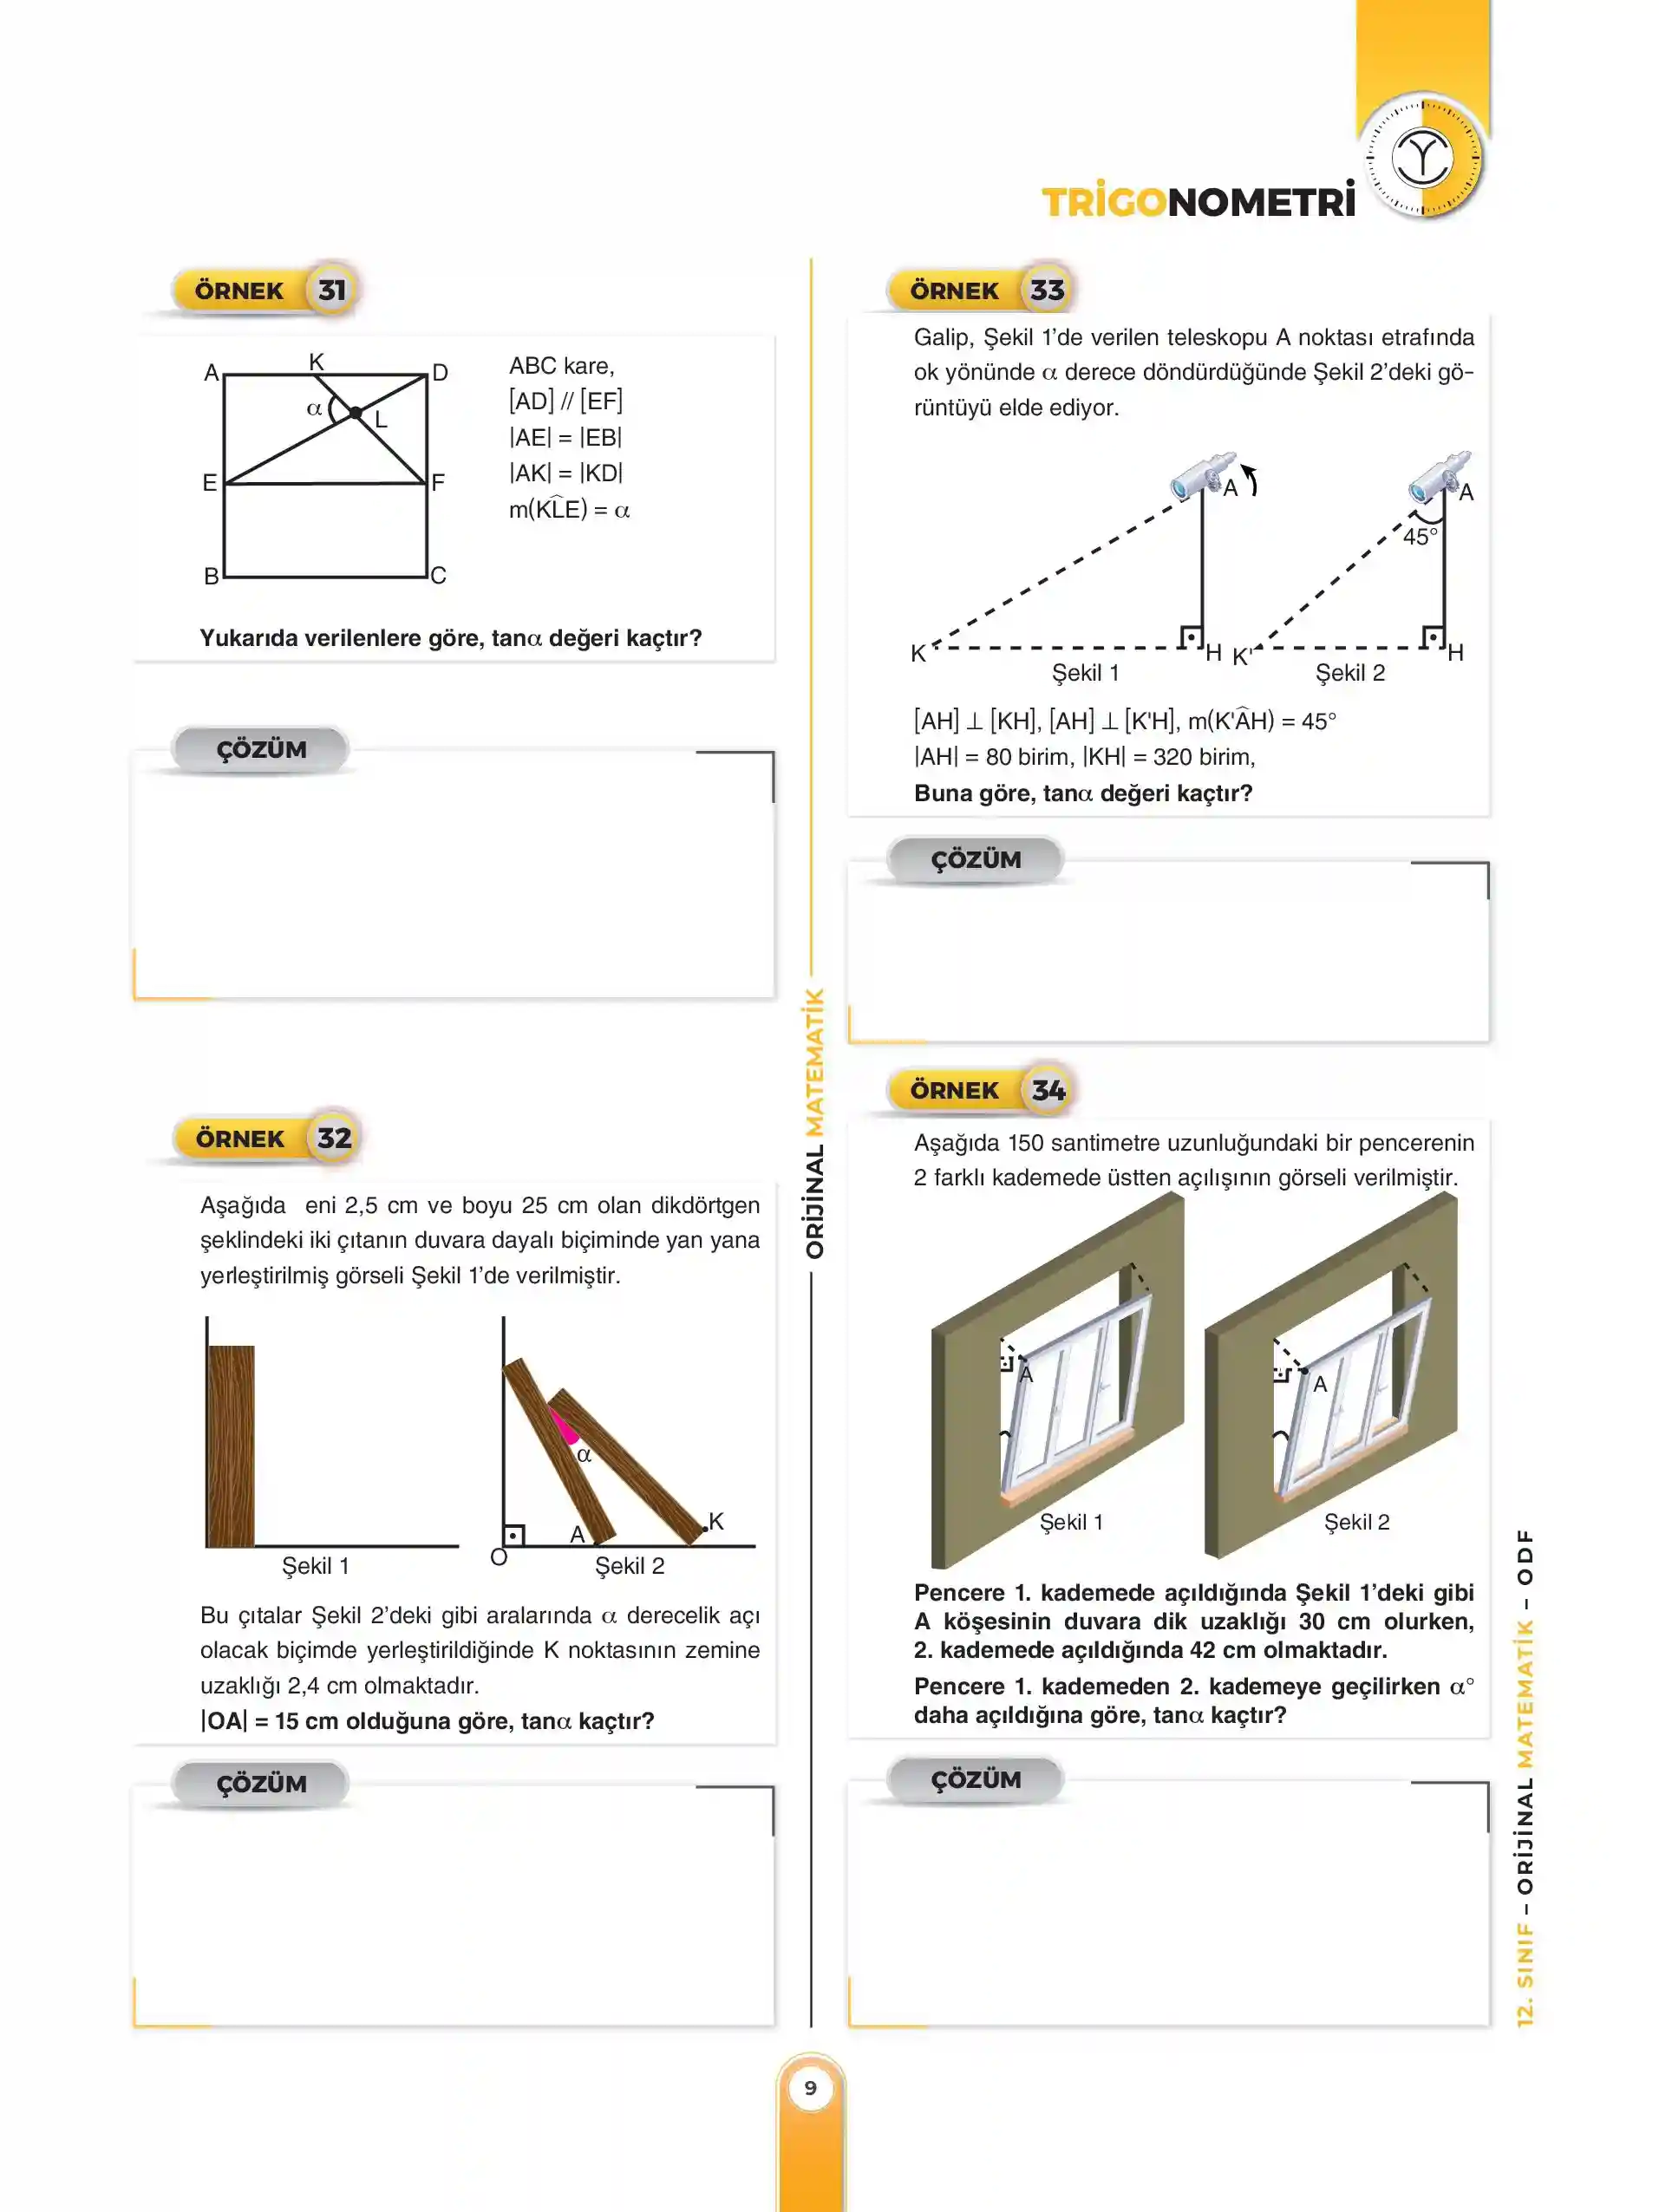 TRİGONOMETRİ
ÖRNEK 31
A
K
D
α
L
E
F
B
C
ABC kare,
[AD] // [EF]
|AE| = |EB|
|AK| = |KD|
m(KL̂E) = α
Yukarıda verilenlere göre, tanα değeri kaçtır?
ÇÖZÜM
ÖRNEK 32
Aşağıda eni 2,5 cm ve boyu 25 cm olan dikdörtgen
şeklindeki iki çıtanın duvara dayalı biçiminde yan yana
yerleştirilmiş görseli Şekil 1'de verilmiştir.
α
A
K
O
Şekil 1
Şekil 2
Bu çıtalar Şekil 2'deki gibi aralarında α derecelik açı
olacak biçimde yerleştirildiğinde K noktasının zemine
uzaklığı 2,4 cm olmaktadır.
|OA| = 15 cm olduğuna göre, tanα kaçtır?
ÇÖZÜM
ORİJİNAL MATEMATİK
ÖRNEK 33
Galip, Şekil 1'de verilen teleskopu A noktası etrafında
ok yönünde α derece döndürdüğünde Şekil 2'deki gö-
rüntüyü elde ediyor.
A
A
45°
K
H
K'
H
Şekil 1
Şekil 2
[AH] ⊥ [KH], [AH] ⊥ [K'H], m(K'ÂH) = 45°
|AH| = 80 birim, |KH| = 320 birim,
Buna göre, tanα değeri kaçtır?
ÇÖZÜM
ÖRNEK 34
Aşağıda 150 santimetre uzunluğundaki bir pencerenin
2 farklı kademede üstten açılışının görseli verilmiştir.
A
A
Şekil 1
Şekil 2
Pencere 1. kademede açıldığında Şekil 1'deki gibi
A köşesinin duvara dik uzaklığı 30 cm olurken,
2. kademede açıldığında 42 cm olmaktadır.
Pencere 1. kademeden 2. kademeye geçilirken α°
daha açıldığına göre, tanα kaçtır?
ÇÖZÜM
12. SINIF – ORİJİNAL MATEMATİK – ODF
9